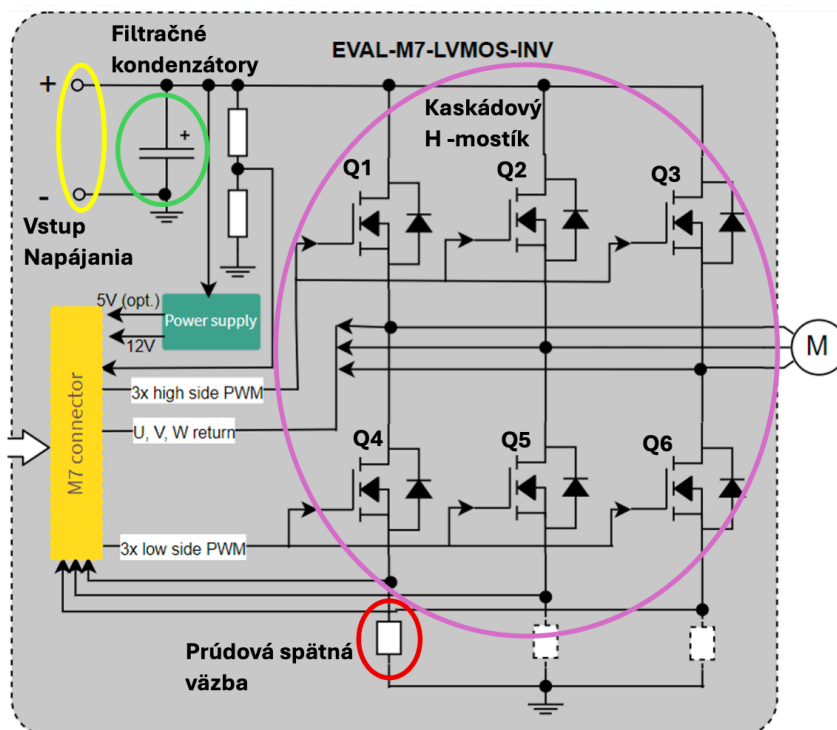 Filtračné
kondenzátory
EVAL-M7-LVMOS-INV
+
+
-
Vstup
Napájania
Kaskádový
H -mostík
Q1
Q2
Q3
5V (opt.)
12V
Power supply
M7 connector
3x high side PWM
U, V, W return
M
Q4
Q5
Q6
3x low side PWM
Prúdová spätná
väzba